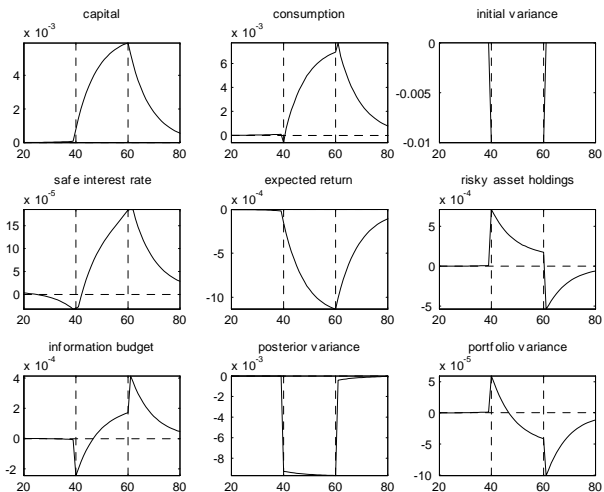 capital consumption initial variance
x 10⁻³ x 10⁻³
4 6 0
2 4 -0.005
0 2 -0.01
0
20 40 60 80 20 40 60 80 20 40 60 80
safe interest rate expected return risky asset holdings
x 10⁻⁵ x 10⁻⁴ x 10⁻⁴
15 0 5
10 -5 0
5 -10 -5
0
20 40 60 80 20 40 60 80 20 40 60 80
information budget posterior variance portfolio variance
x 10⁻⁴ x 10⁻³ x 10⁻⁵
4 0 5
2 -2 0
0 -4 -5
-2 -6 -10
-8
20 40 60 80 20 40 60 80 20 40 60 80